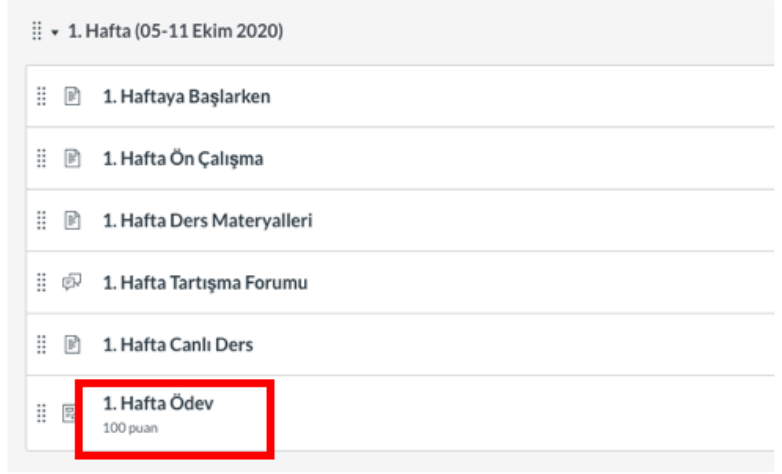 1. Hafta (05-11 Ekim 2020)
1. Haftaya Başlarken
1. Hafta Ön Çalışma
1. Hafta Ders Materyalleri
1. Hafta Tartışma Forumu
1. Hafta Canlı Ders
1. Hafta Ödev
100 puan